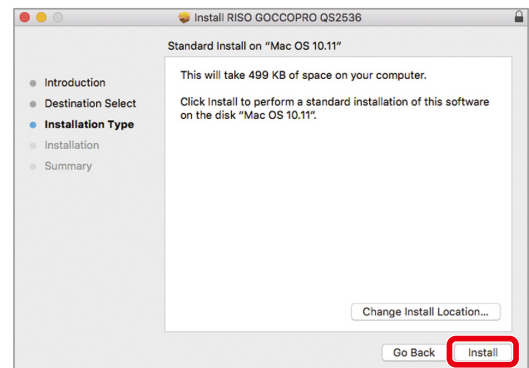 Install RISO GOCCOPRO QS2536
Standard Install on "Mac OS 10.11"
Introduction
Destination Select
Installation Type
Installation
Summary
This will take 499 KB of space on your computer.
Click Install to perform a standard installation of this software
on the disk "Mac OS 10.11".
Change Install Location...
Go Back
Install